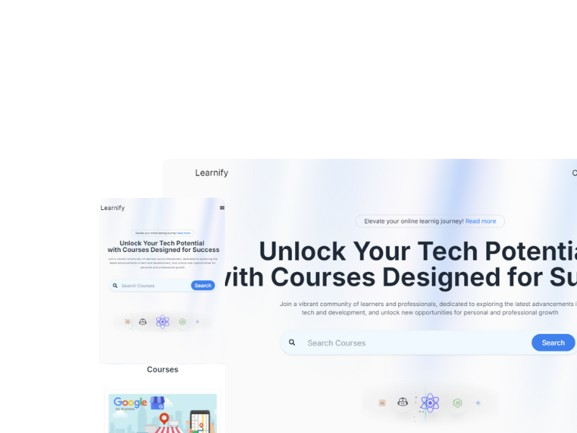 Learnify
C
Elevate your online learnig journey! Read more
Unlock Your Tech Potentia
with Courses Designed for Su
Join a vibrant community of learners and professionals, dedicated to exploring the latest advancements i
tech and development, and unlock new opportunities for personal and professional growth
Search Courses
Search
Learnify
Unlock Your Tech Potential
with Courses Designed for Success
Search Courses
Search
Courses
Google